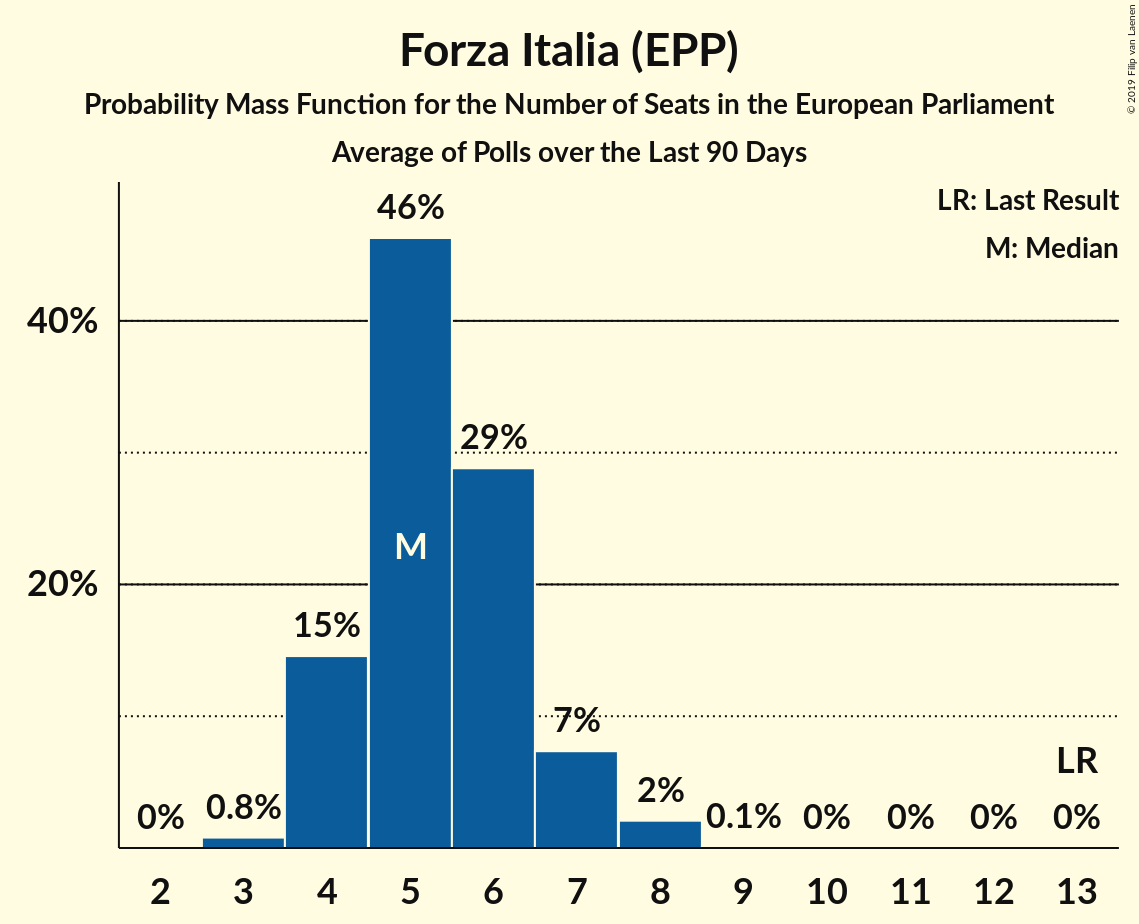 Forza Italia (EPP)
Probability Mass Function for the Number of Seats in the European Parliament
Average of Polls over the Last 90 Days
© 2019 Filip van Laenen
LR: Last Result
M: Median
40%
20%
0%
0.8%
15%
46%
M
29%
7%
2%
0.1%
0%
0%
0%
LR
0%
2 3 4 5 6 7 8 9 10 11 12 13